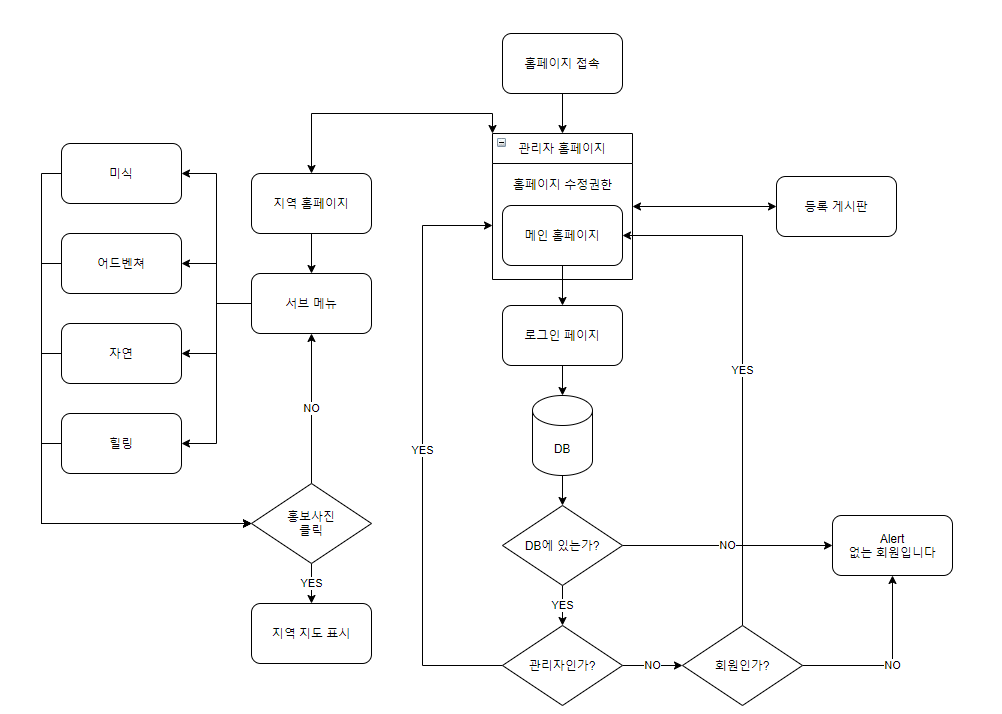 홈페이지 접속
관리자 홈페이지
홈페이지 수정권한
메인 홈페이지
등록 게시판
지역 홈페이지
서브 메뉴
미식
어드벤쳐
자연
힐링
NO
홍보사진
클릭
YES
지역 지도 표시
로그인 페이지
DB
DB에 있는가?
NO
Alert
없는 회원입니다
YES
관리자인가?
YES
NO
회원인가?
YES
NO